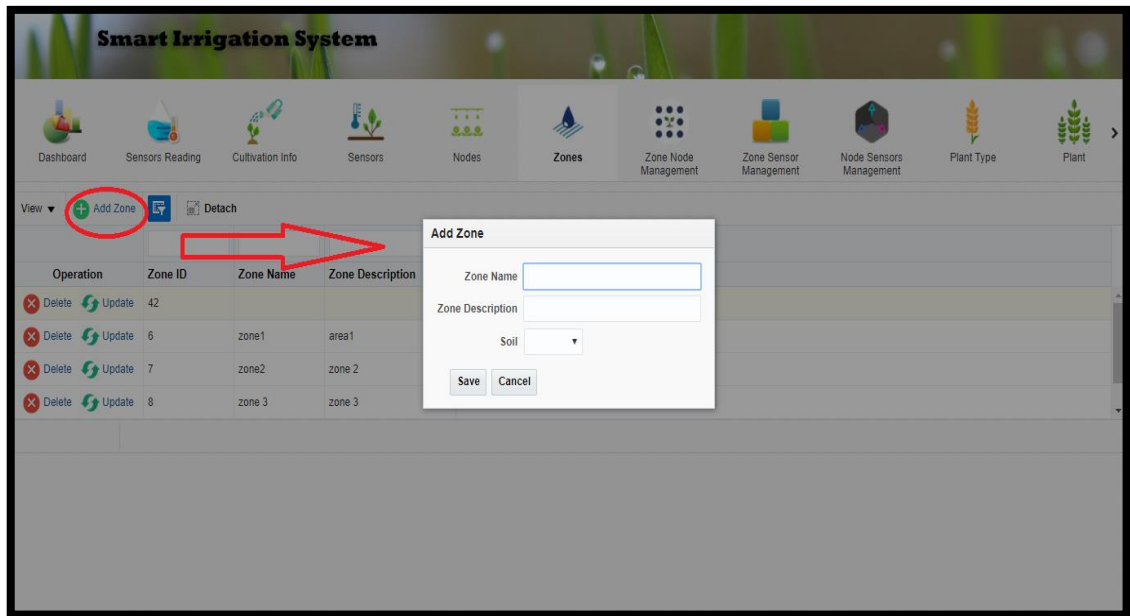 Smart Irrigation System
Dashboard
Sensors Reading
Cultivation Info
Sensors
Nodes
Zones
Zone Node
Management
Zone Sensor
Management
Node Sensors
Management
Plant Type
Plant
View
Add Zone
Detach
Operation Zone ID Zone Name Zone Description
Delete Update 42
Delete Update 6 zone1 area1
Delete Update 7 zone2 zone 2
Delete Update 8 zone 3 zone 3
Add Zone
Zone Name
Zone Description
Soil
Save Cancel